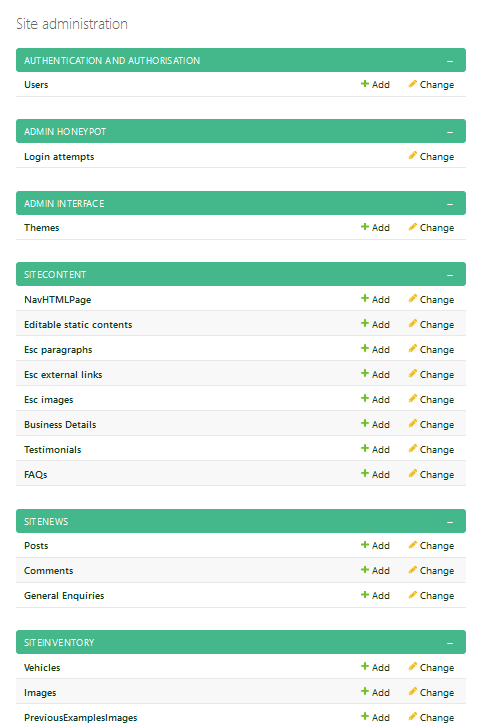 Site administration
AUTHENTICATION AND AUTHORISATION –
Users Add Change
ADMIN HONEYPOT –
Login attempts Change
ADMIN INTERFACE –
Themes Add Change
SITECONTENT –
NavHTMLPage Add Change
Editable static contents Add Change
Esc paragraphs Add Change
Esc external links Add Change
Esc images Add Change
Business Details Add Change
Testimonials Add Change
FAQs Add Change
SITENEWS –
Posts Add Change
Comments Add Change
General Enquiries Add Change
SITEINVENTORY –
Vehicles Add Change
Images Add Change
PreviousExamplesImages Add Change